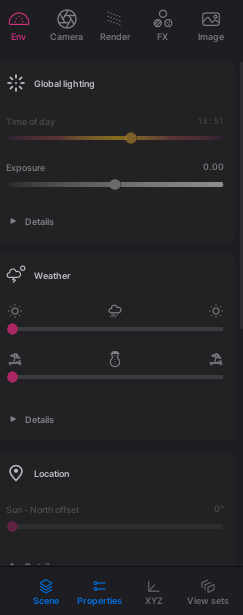 Env Camera Render FX Image
Global lighting
Time of day 13 : 51
Exposure 0.00
Details
Weather
Details
Location
Sun - North offset 0°
Details
Scene Properties XYZ View sets